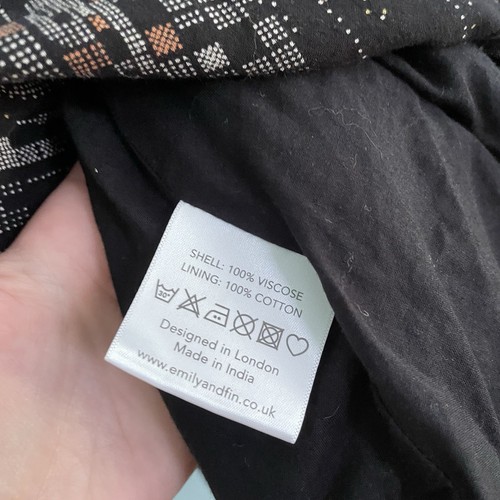 SHELL: 100% VISCOSE
LINING: 100% COTTON
30
Designed in London
Made in India
www.emilyandfin.co.uk